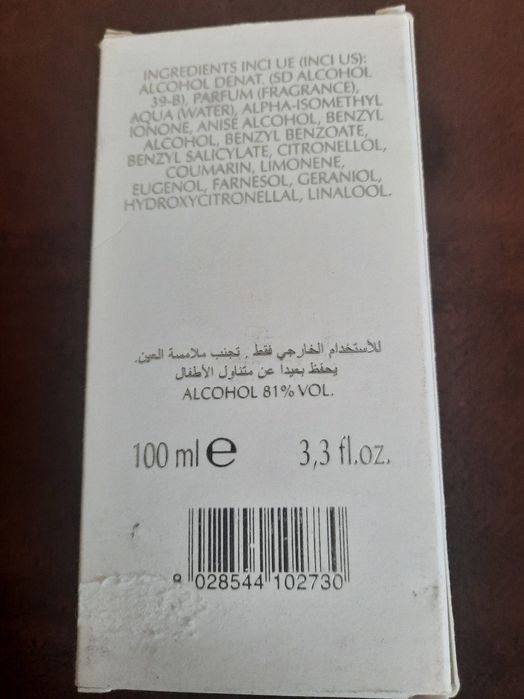 INGREDIENTS INCI UE (INCI US):
ALCOHOL DENAT. (SD ALCOHOL
39-B), PARFUM (FRAGRANCE),
AQUA (WATER), ALPHA-ISOMETHYL
IONONE, ANISE ALCOHOL, BENZYL
ALCOHOL, BENZYL BENZOATE,
BENZYL SALICYLATE, CITRONELLOL,
COUMARIN, LIMONENE,
EUGENOL, FARNESOL, GERANIOL,
HYDROXYCITRONELLAL, LINALOOL.
للأستخدام الخارجي فقط . تجنب ملامسة العين.
يحفظ بعيدا عن متناول الأطفال
ALCOHOL 81% VOL.
100 ml e 3,3 fl.oz.
8 028544 102730